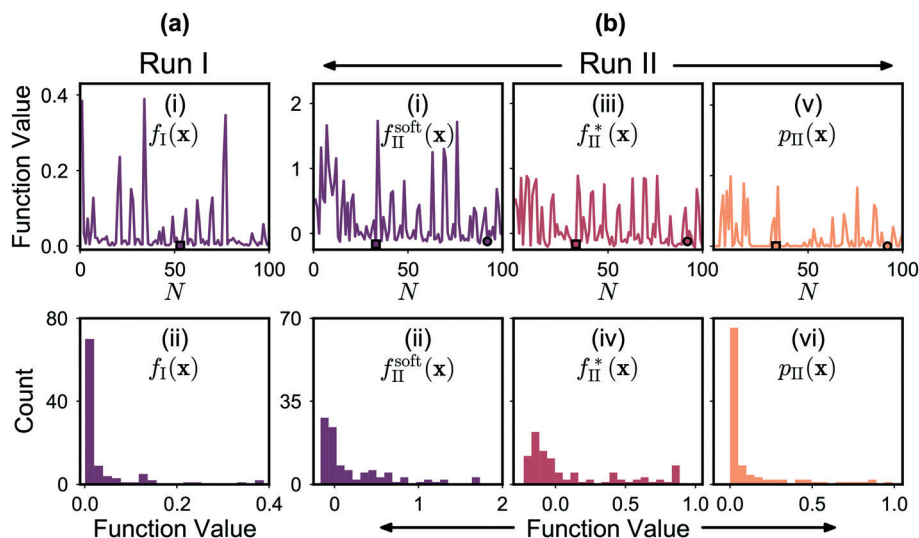 (a) (b)
Run I Run II
Function Value
0.4
0.2
0.0
(i)
f_I(x)
0 50 100
N
2
1
0
(i)
f_II^soft(x)
0 50 100
N
(iii)
f_II^*(x)
0 50 100
N
(v)
p_II(x)
0 50 100
N
Count
80
40
0
(ii)
f_I(x)
0.0 0.2 0.4
Function Value
70
35
0
(ii)
f_II^soft(x)
0 1 2
(iv)
f_II^*(x)
0.0 0.5 1.0
(vi)
p_II(x)
0.0 0.5 1.0
Function Value